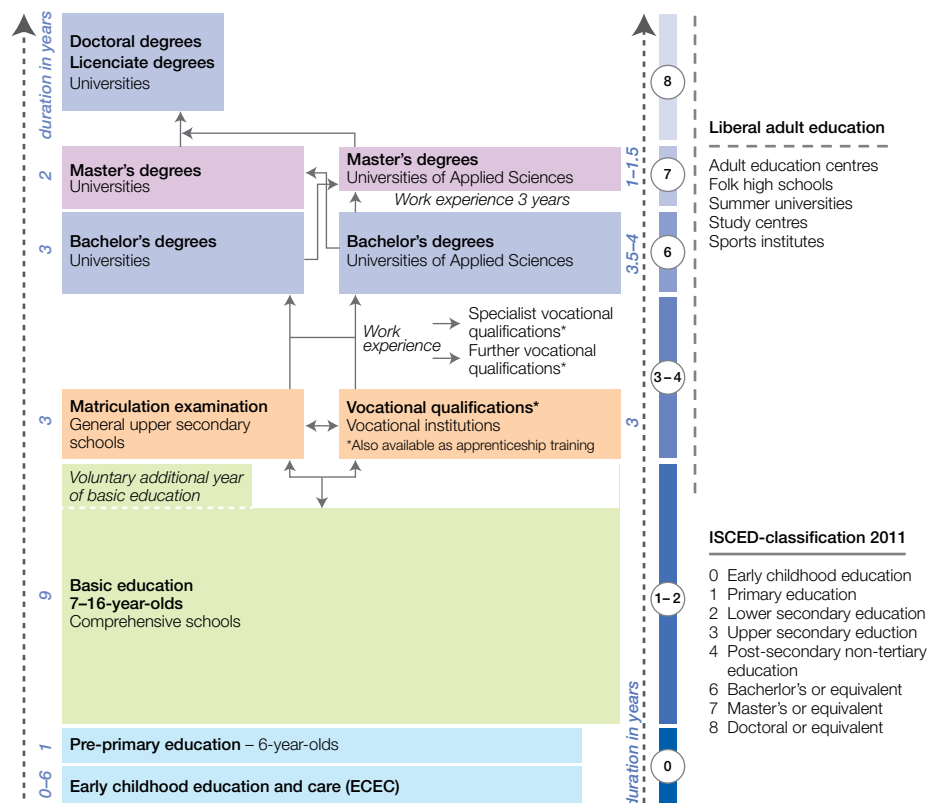 duration in years
Doctoral degrees
Licenciate degrees
Universities
8
2
Master's degrees
Universities
Master's degrees
Universities of Applied Sciences
1–1.5
7
Work experience 3 years
3
Bachelor's degrees
Universities
Bachelor's degrees
Universities of Applied Sciences
3.5–4
6
Work
experience
Specialist vocational
qualifications*
Further vocational
qualifications*
3–4
3
Matriculation examination
General upper secondary
schools
Vocational qualifications*
Vocational institutions
*Also available as apprenticeship training
3
Voluntary additional year
of basic education
9
Basic education
7–16-year-olds
Comprehensive schools
1–2
1
Pre-primary education – 6-year-olds
0–6
Early childhood education and care (ECEC)
duration in years
0
Liberal adult education
Adult education centres
Folk high schools
Summer universities
Study centres
Sports institutes
ISCED-classification 2011
0 Early childhood education
1 Primary education
2 Lower secondary education
3 Upper secondary eduction
4 Post-secondary non-tertiary
education
6 Bacherlor's or equivalent
7 Master's or equivalent
8 Doctoral or equivalent